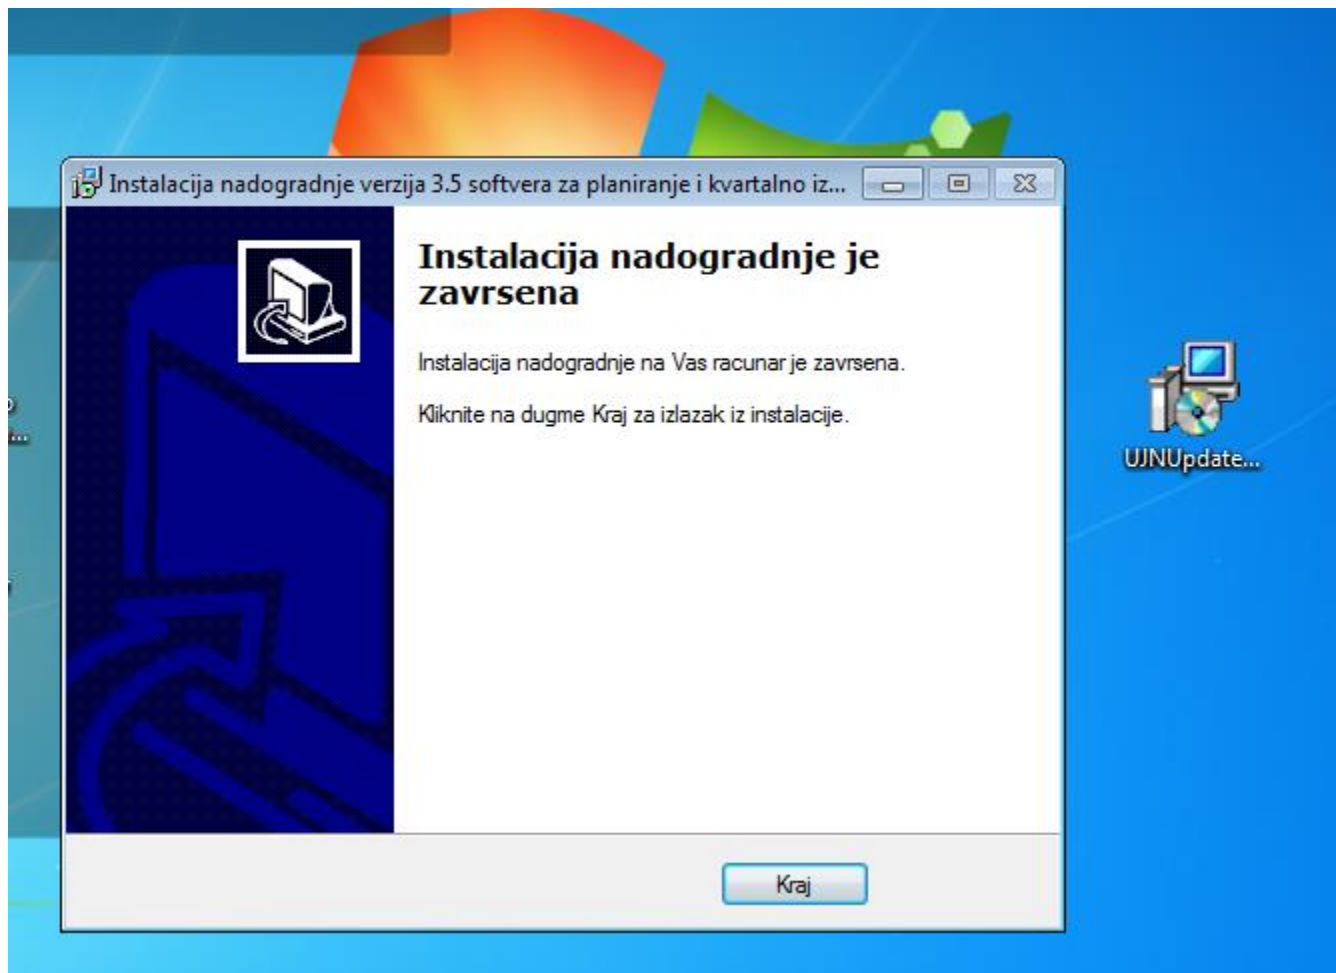 Instalacija nadogradnje verzija 3.5 softvera za planiranje i kvartalno iz...
Instalacija nadogradnje je
zavrsena
Instalacija nadogradnje na Vas racunar je zavrsena.
Kliknite na dugme Kraj za izlazak iz instalacije.
UJNUpdate...
Kraj